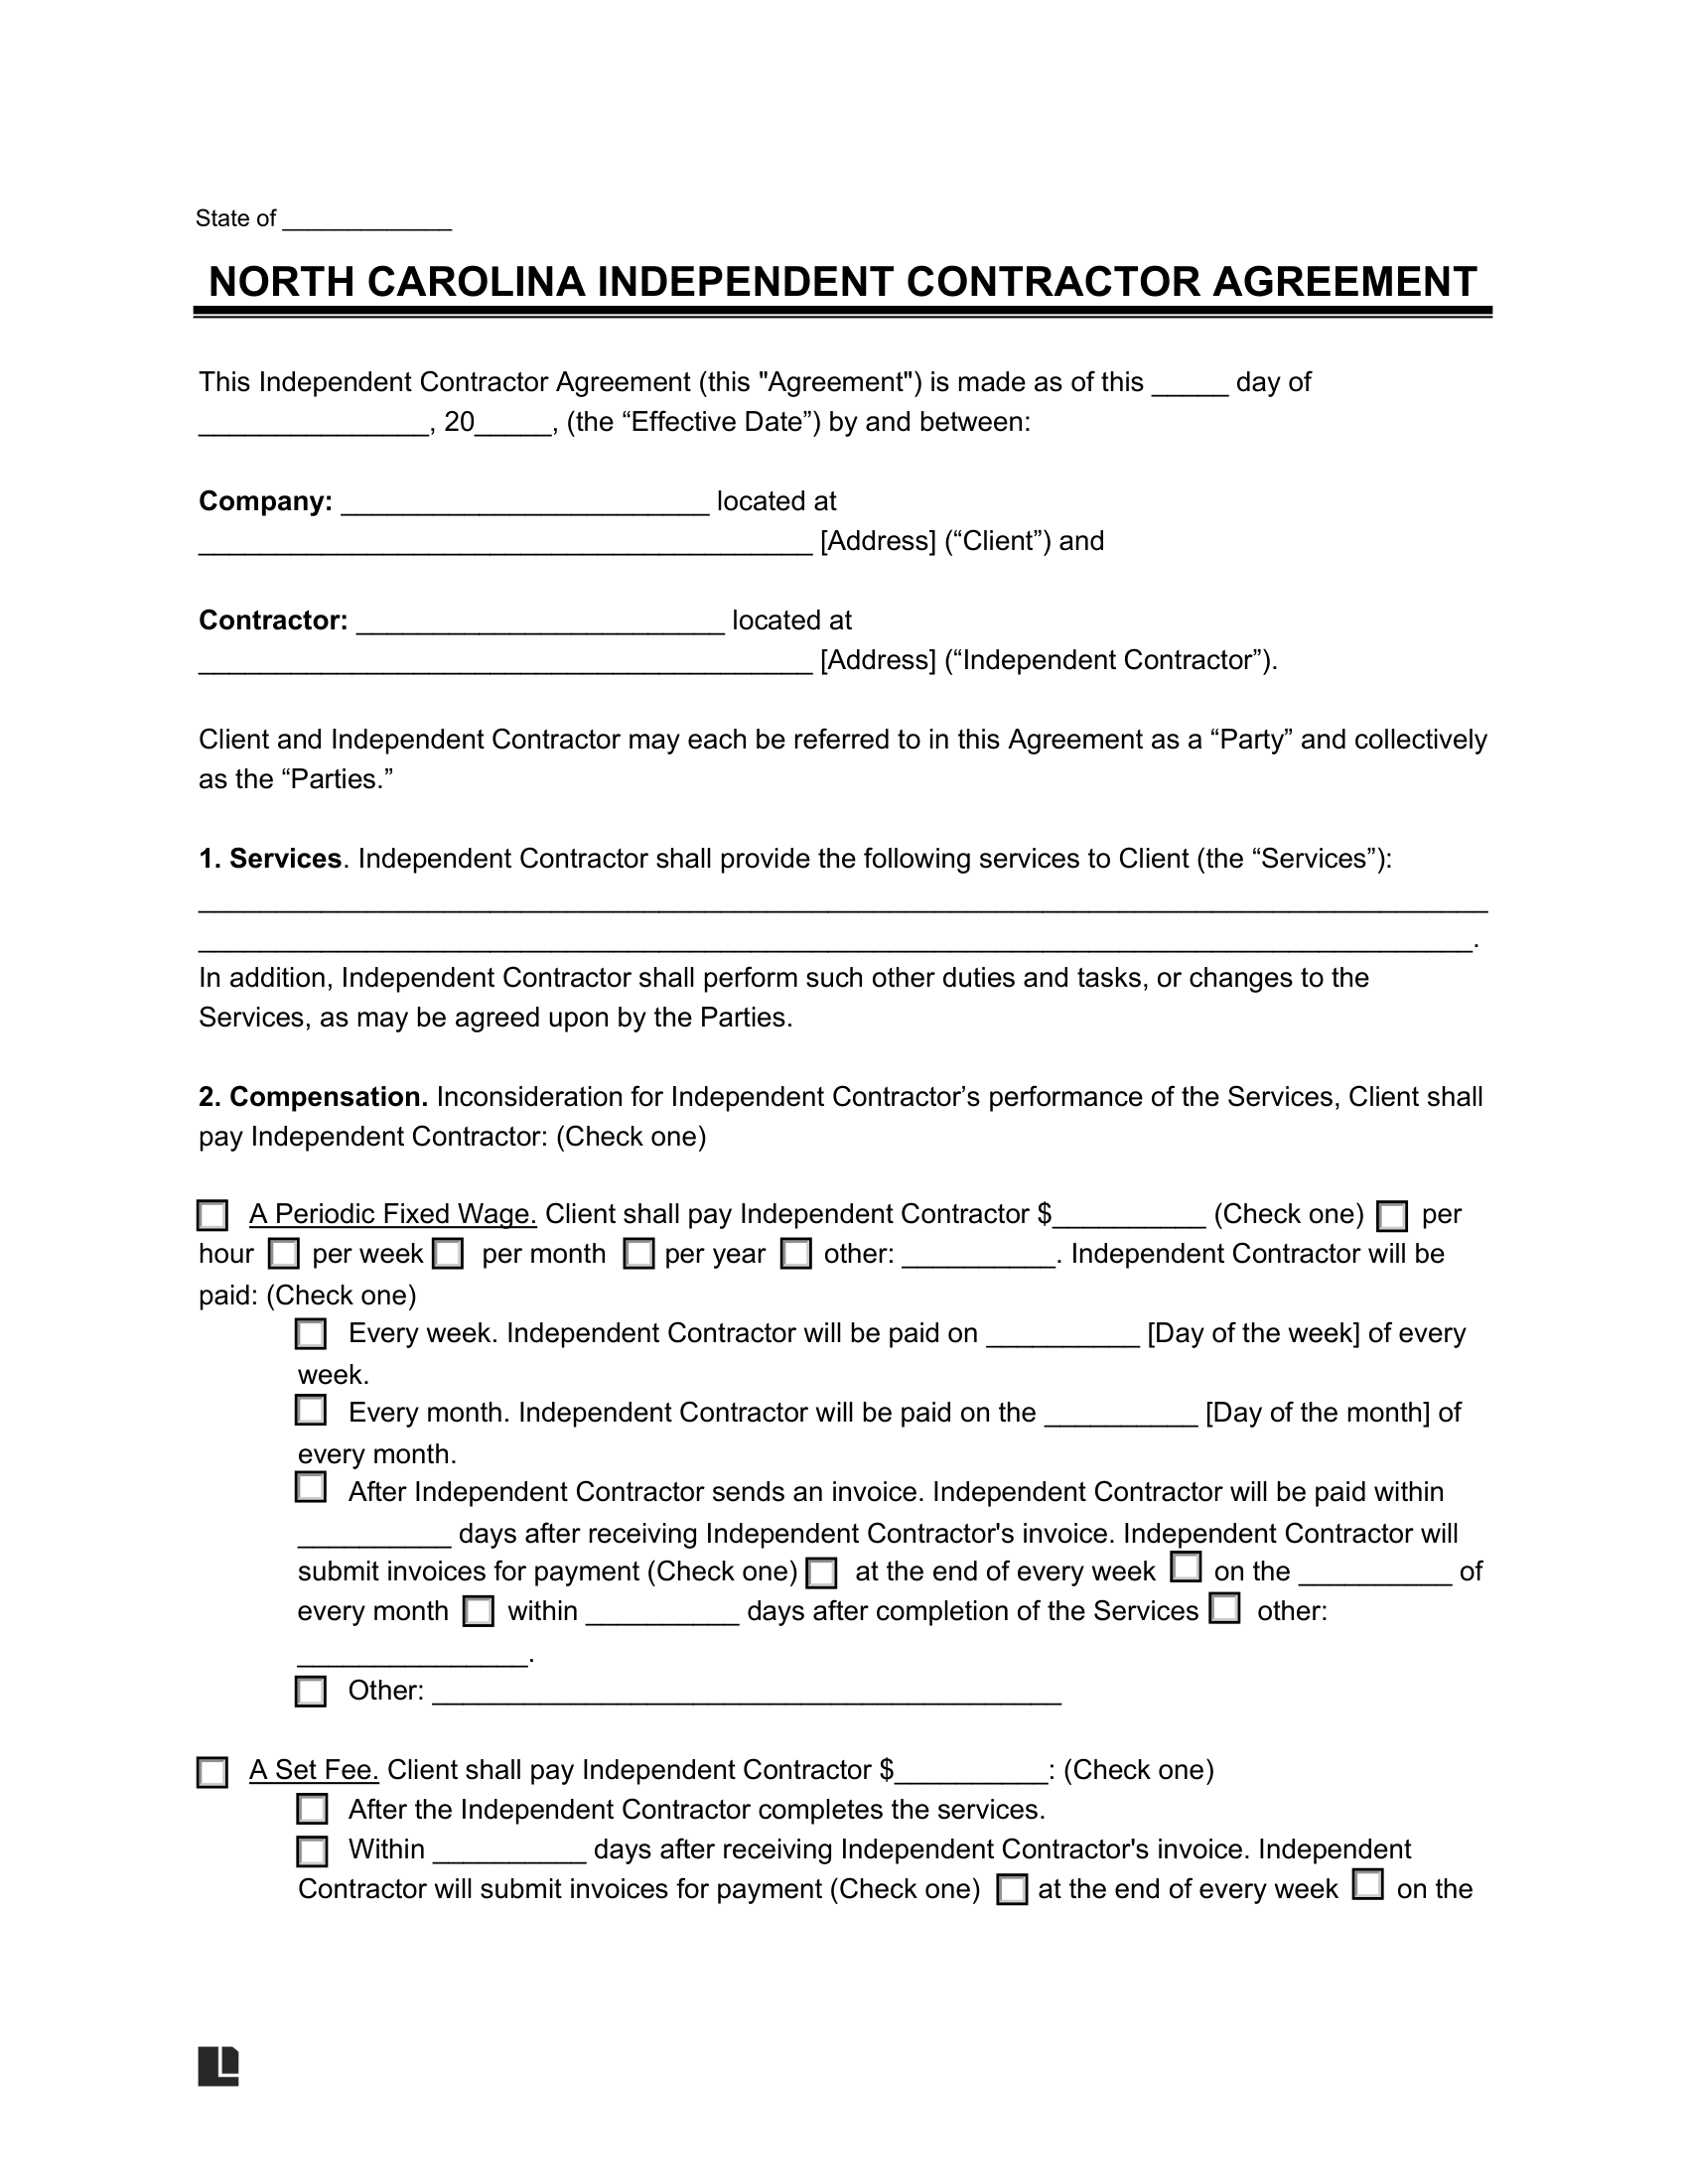 State of _____________
NORTH CAROLINA INDEPENDENT CONTRACTOR AGREEMENT
This Independent Contractor Agreement (this "Agreement") is made as of this _____ day of
_______________, 20_____, (the “Effective Date”) by and between:
Company: ________________________ located at
________________________________________ [Address] (“Client”) and
Contractor: ________________________ located at
________________________________________ [Address] (“Independent Contractor”).
Client and Independent Contractor may each be referred to in this Agreement as a “Party” and collectively
as the “Parties.”
1. Services. Independent Contractor shall provide the following services to Client (the “Services”):
____________________________________________________________________________________
___________________________________________________________________________________.
In addition, Independent Contractor shall perform such other duties and tasks, or changes to the
Services, as may be agreed upon by the Parties.
2. Compensation. Inconsideration for Independent Contractor’s performance of the Services, Client shall
pay Independent Contractor: (Check one)
☐ A Periodic Fixed Wage. Client shall pay Independent Contractor $__________ (Check one) ☐ per
hour ☐ per week ☐ per month ☐ per year ☐ other: __________. Independent Contractor will be
paid: (Check one)
☐ Every week. Independent Contractor will be paid on __________ [Day of the week] of every
week.
☐ Every month. Independent Contractor will be paid on the __________ [Day of the month] of
every month.
☐ After Independent Contractor sends an invoice. Independent Contractor will be paid within
__________ days after receiving Independent Contractor's invoice. Independent Contractor will
submit invoices for payment (Check one) ☐ at the end of every week ☐ on the __________ of
every month ☐ within __________ days after completion of the Services ☐ other:
_______________.
☐ Other: _________________________________________
☐ A Set Fee. Client shall pay Independent Contractor $__________: (Check one)
☐ After the Independent Contractor completes the services.
☐ Within __________ days after receiving Independent Contractor's invoice. Independent
Contractor will submit invoices for payment (Check one) ☐ at the end of every week ☐ on the